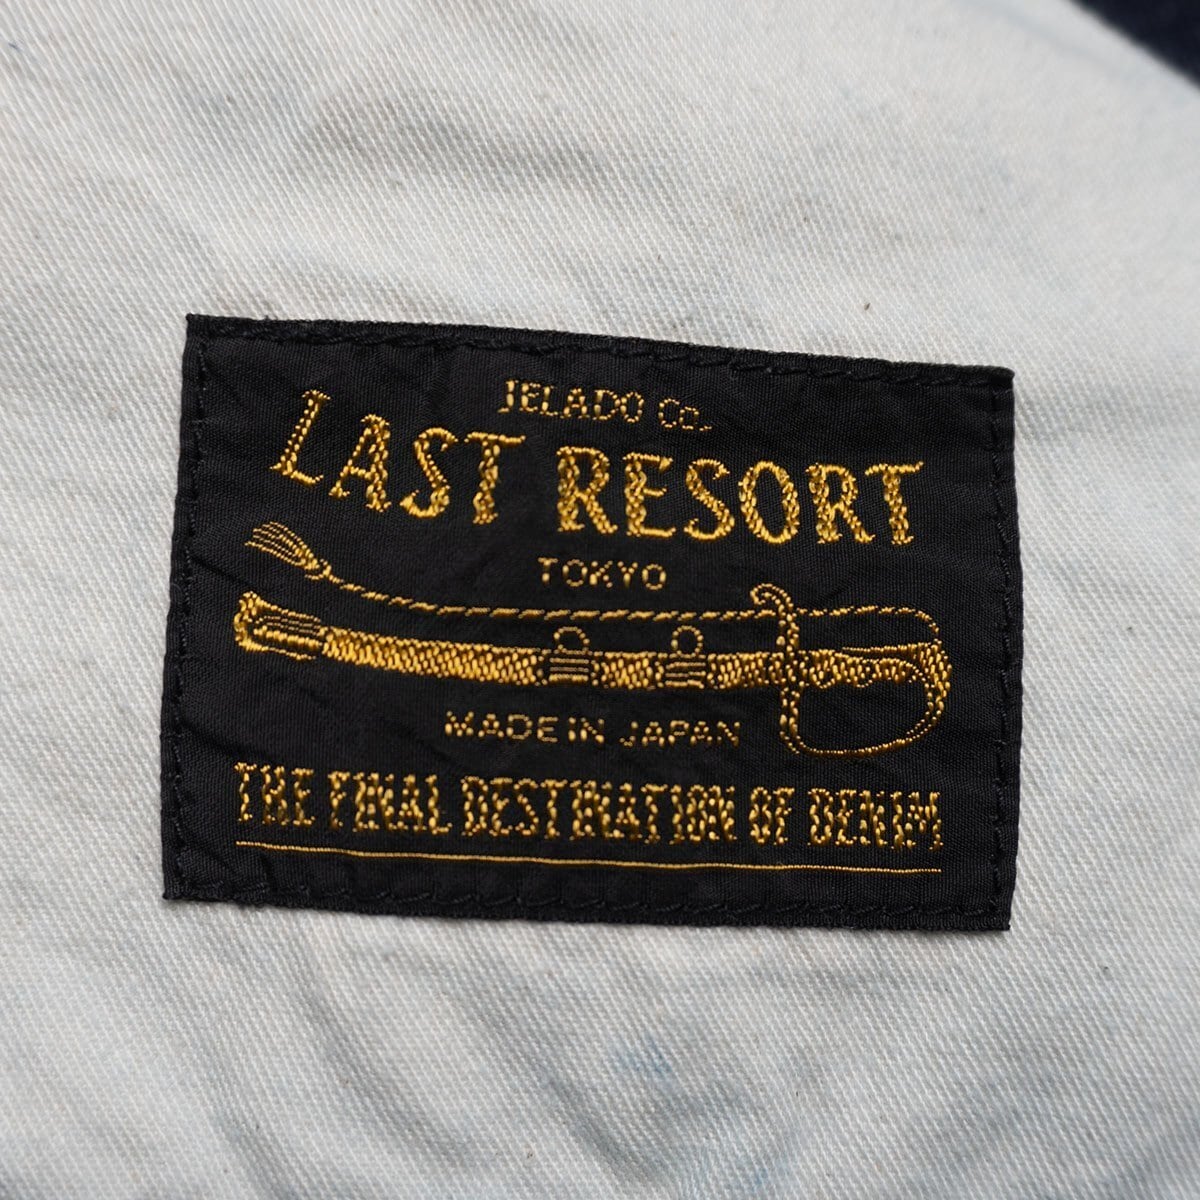 JELADO CO.
LAST RESORT
TOKYO
MADE IN JAPAN
THE FINAL DESTINATION OF DENIM